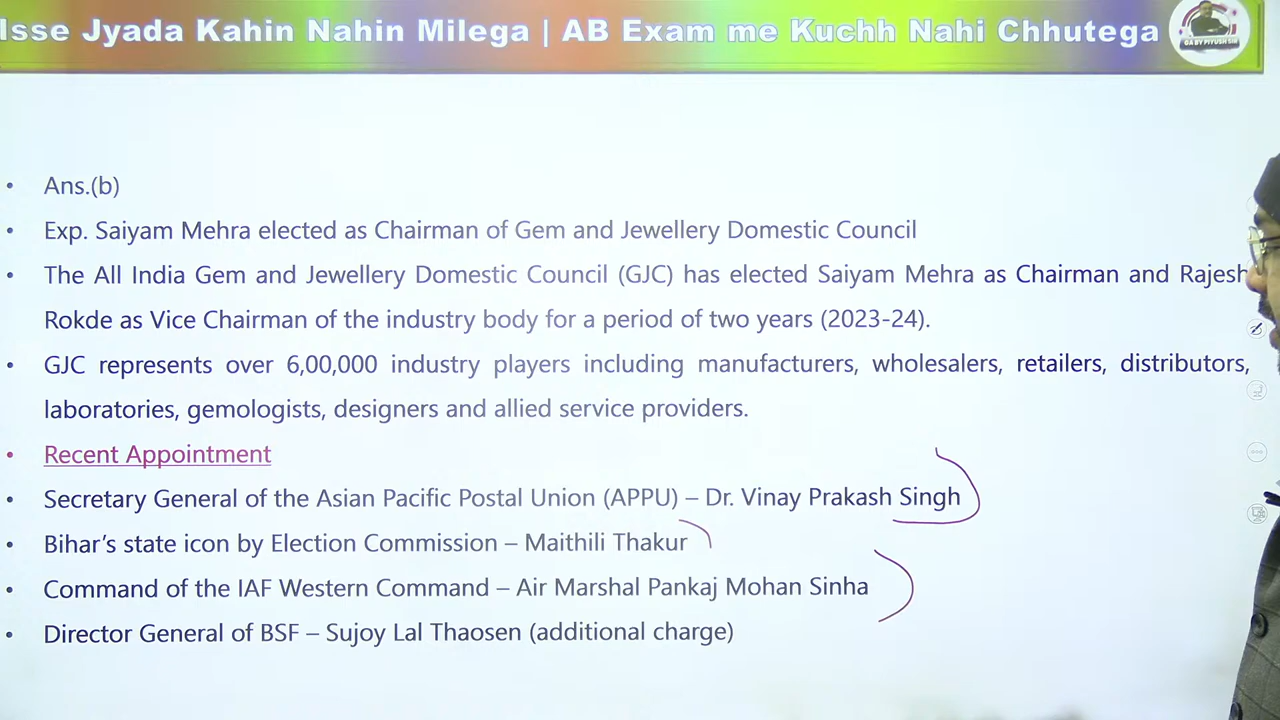 Isse Jyada Kahin Nahin Milega | AB Exam me Kuchh Nahi Chhutega
GA BY PIYUSH SIR
• Ans.(b)
• Exp. Saiyam Mehra elected as Chairman of Gem and Jewellery Domestic Council
• The All India Gem and Jewellery Domestic Council (GJC) has elected Saiyam Mehra as Chairman and Rajesh
Rokde as Vice Chairman of the industry body for a period of two years (2023-24).
• GJC represents over 6,00,000 industry players including manufacturers, wholesalers, retailers, distributors,
laboratories, gemologists, designers and allied service providers.
• Recent Appointment
• Secretary General of the Asian Pacific Postal Union (APPU) – Dr. Vinay Prakash Singh
• Bihar's state icon by Election Commission – Maithili Thakur
• Command of the IAF Western Command – Air Marshal Pankaj Mohan Sinha
• Director General of BSF – Sujoy Lal Thaosen (additional charge)